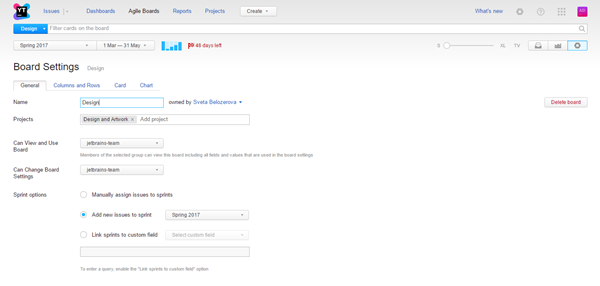 YT Issues Dashboards Agile Boards Reports Projects Create What's new
Design Filter cards on the board
Spring 2017 1 Mar — 31 May 48 days left S XL TV
Board Settings Design
General Columns and Rows Card Chart
Name Design owned by Sveta Belozerova Delete board
Projects Design and Artwork × Add project
Can View and Use Board jetbrains-team
Members of the selected group can view this board including all fields and values that are used in the board settings
Can Change Board Settings jetbrains-team
Sprint options Manually assign issues to sprints
Add new issues to sprint Spring 2017
Link sprints to custom field Select custom field
To enter a query, enable the "Link sprints to custom field" option